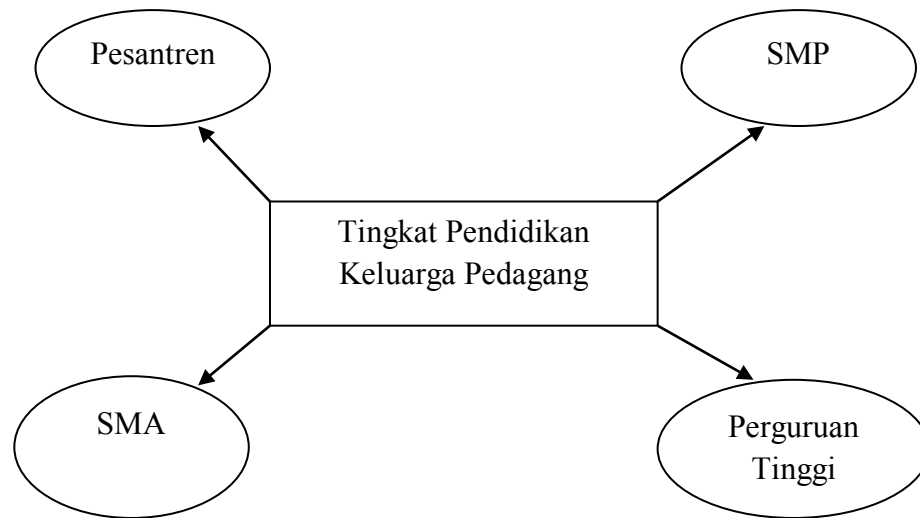 Pesantren
SMP
Tingkat Pendidikan
Keluarga Pedagang
SMA
Perguruan
Tinggi